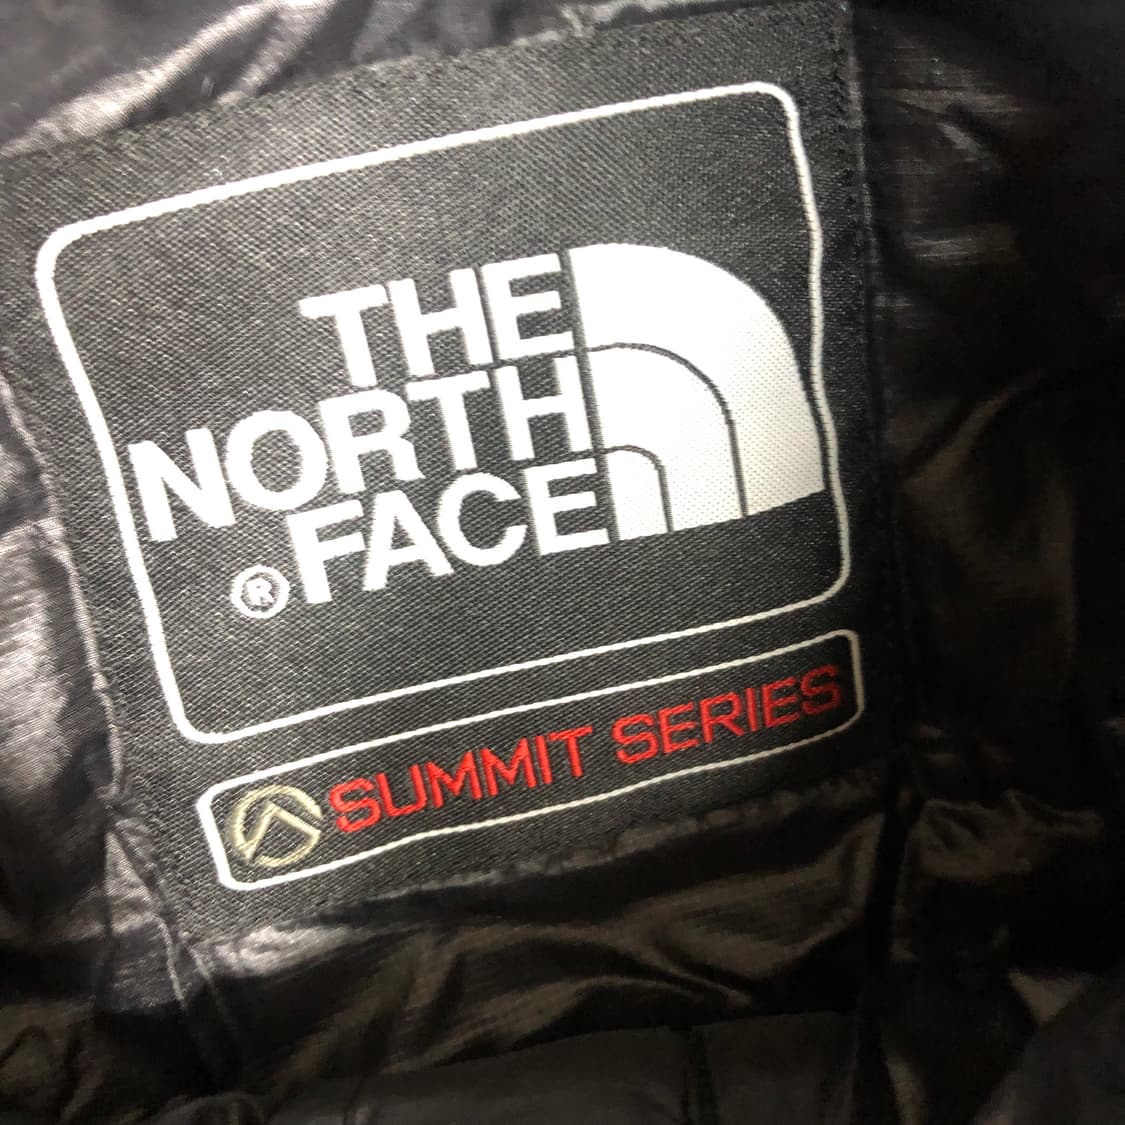 THE
NORTH
®FACE
SUMMIT SERIES